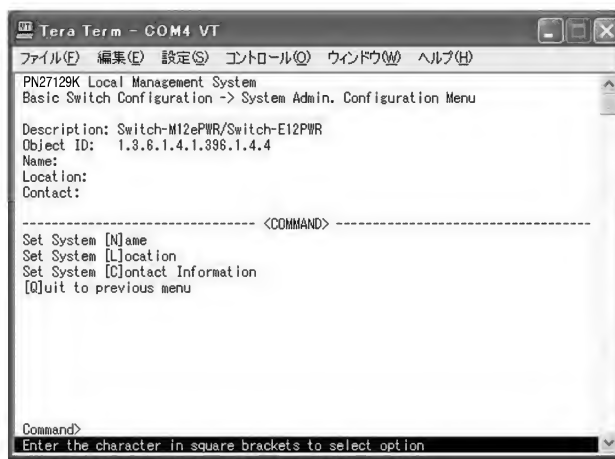 Tera Term - COM4 VT
ファイル(F) 編集(E) 設定(S) コントロール(O) ウィンドウ(W) ヘルプ(H)
PN27129K Local Management System
Basic Switch Configuration -> System Admin. Configuration Menu
Description: Switch-M12ePWR/Switch-E12PWR
Object ID: 1.3.6.1.4.1.396.1.4.4
Name:
Location:
Contact:
------------------------------ <COMMAND> ---------------------------------
Set System [N]ame
Set System [L]ocation
Set System [C]ontact Information
[Q]uit to previous menu
Command>
Enter the character in square brackets to select option